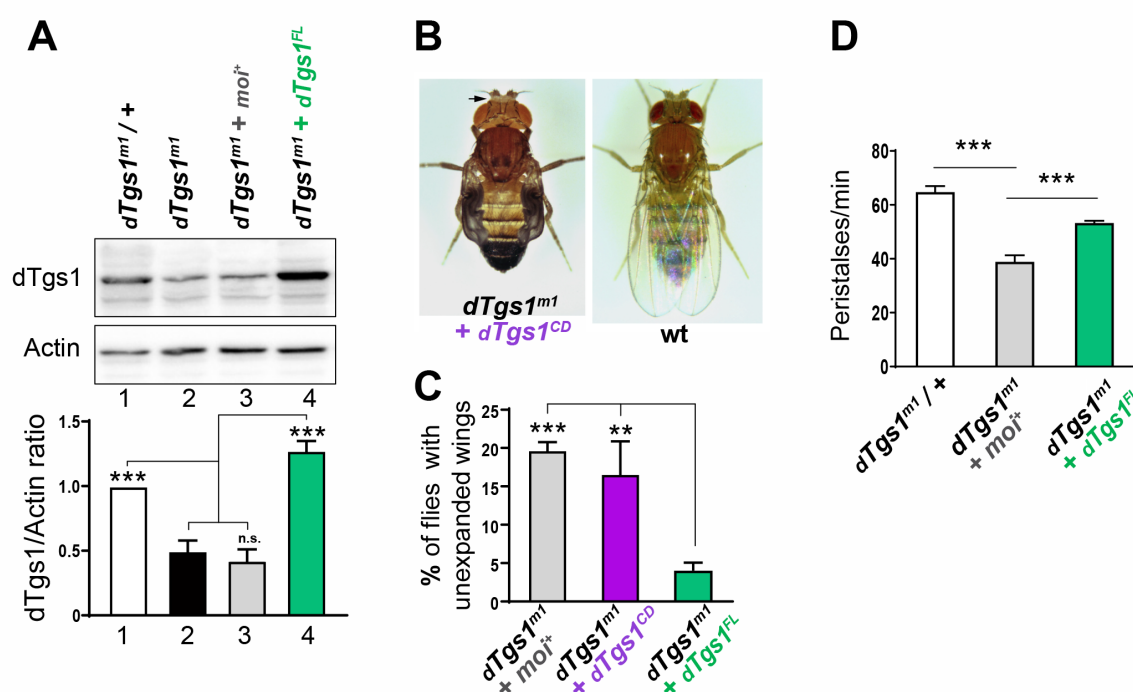 A
dTgs1ᵐ¹ / +
dTgs1ᵐ¹
dTgs1ᵐ¹ + moi⁺
dTgs1ᵐ¹ + dTgs1ᶠᴸ
dTgs1
Actin
1 2 3 4
dTgs1/Actin ratio
1.5
1.0
0.5
0
***
n.s.
***
1 2 3 4
B
dTgs1ᵐ¹
+ dTgs1ᶜᴰ
wt
C
% of flies with
unexpanded wings
25
20
15
10
5
0
***
**
dTgs1ᵐ¹
+ moi⁺
dTgs1ᵐ¹
+ dTgs1ᶜᴰ
dTgs1ᵐ¹
+ dTgs1ᶠᴸ
D
Peristalses/min
80
60
40
20
0
***
***
dTgs1ᵐ¹ / +
dTgs1ᵐ¹
+ moi⁺
dTgs1ᵐ¹
+ dTgs1ᶠᴸ